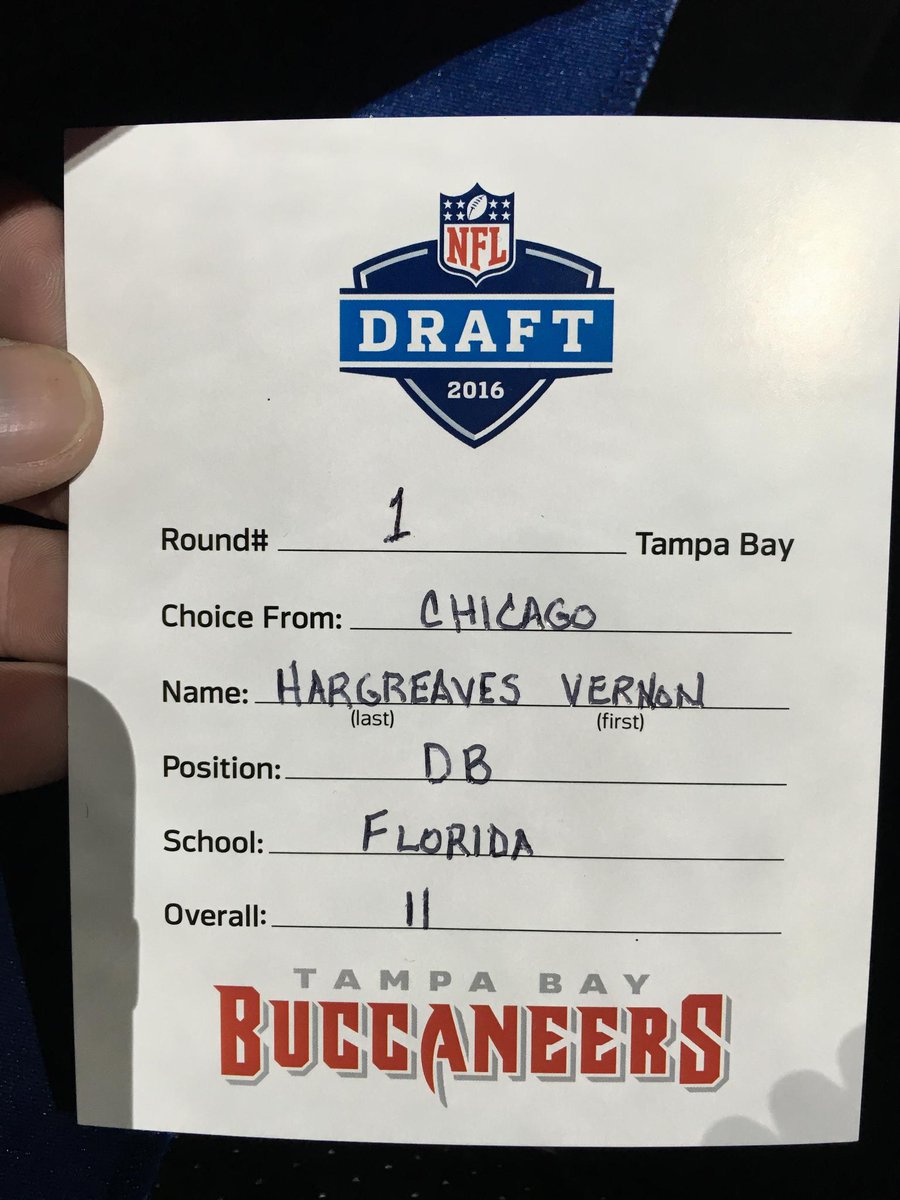 NFL
DRAFT
2016
Round# 1 Tampa Bay
Choice From: CHICAGO
Name: HARGREAVES VERNON
(last) (first)
Position: DB
School: FLORIDA
Overall: 11
TAMPA BAY
BUCCANEERS